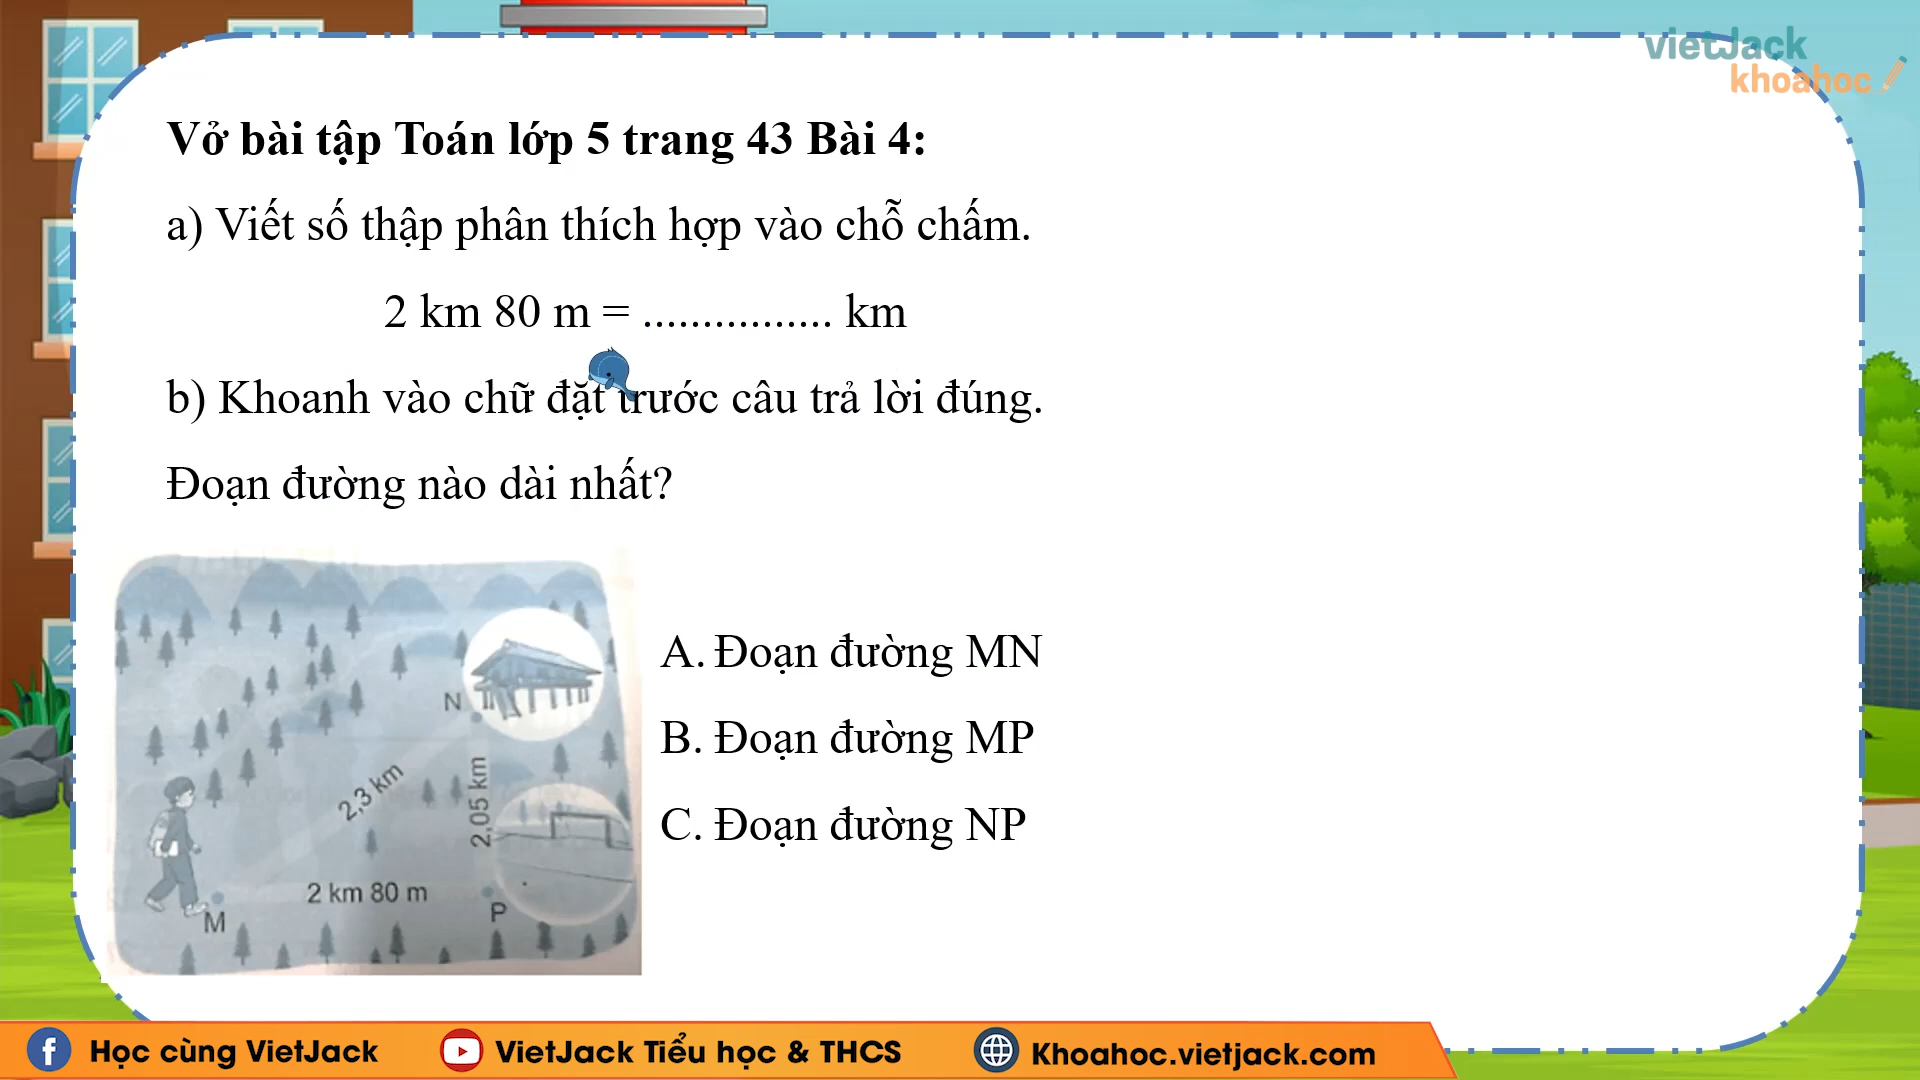 vietJack
khoahoc
Vở bài tập Toán lớp 5 trang 43 Bài 4:
a) Viết số thập phân thích hợp vào chỗ chấm.
2 km 80 m = ................ km
b) Khoanh vào chữ đặt trước câu trả lời đúng.
Đoạn đường nào dài nhất?
N
2,3 km
2,05 km
2 km 80 m
M
P
A. Đoạn đường MN
B. Đoạn đường MP
C. Đoạn đường NP
Học cùng VietJack
VietJack Tiểu học & THCS
Khoahoc.vietjack.com